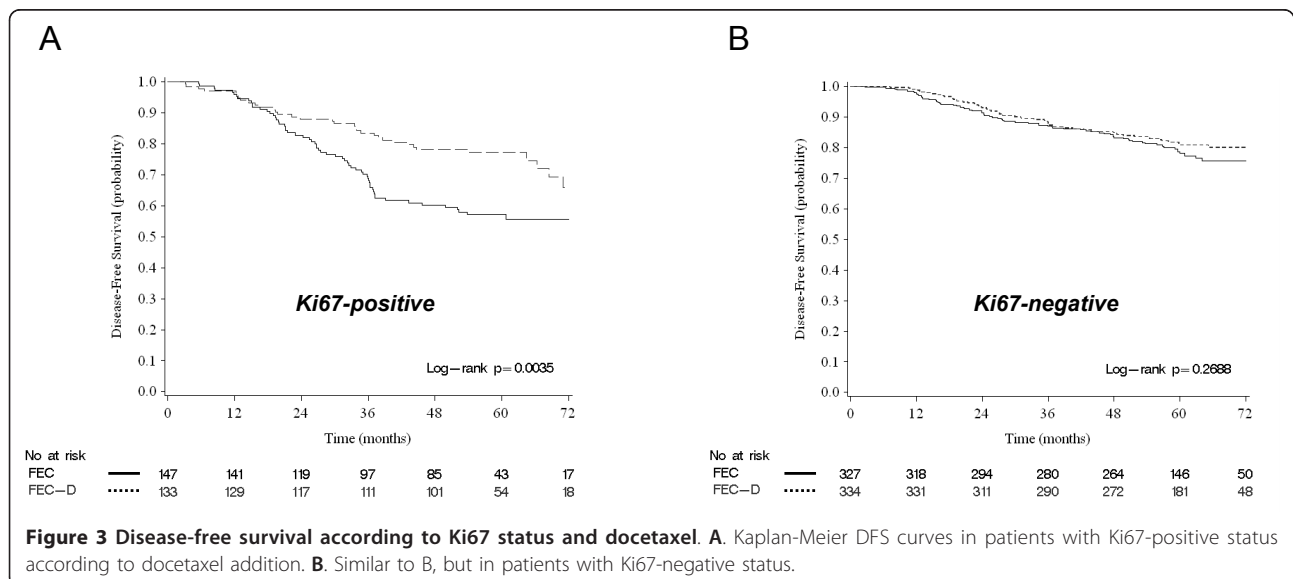 A
1.0
0.9
0.8
0.7
0.6
0.5
0.4
0.3
0.2
0.1
0.0
Disease-Free Survival (probability)
Ki67-positive
Log-rank p=0.0035
0 12 24 36 48 60 72
Time (months)
No at risk
FEC 147 141 119 97 85 43 17
FEC-D 133 129 117 111 101 54 18
B
1.0
0.9
0.8
0.7
0.6
0.5
0.4
0.3
0.2
0.1
0.0
Disease-Free Survival (probability)
Ki67-negative
Log-rank p=0.2688
0 12 24 36 48 60 72
Time (months)
No at risk
FEC 327 318 294 280 264 146 50
FEC-D 334 331 311 290 272 181 48
Figure 3 Disease-free survival according to Ki67 status and docetaxel. A. Kaplan-Meier DFS curves in patients with Ki67-positive status
according to docetaxel addition. B. Similar to B, but in patients with Ki67-negative status.